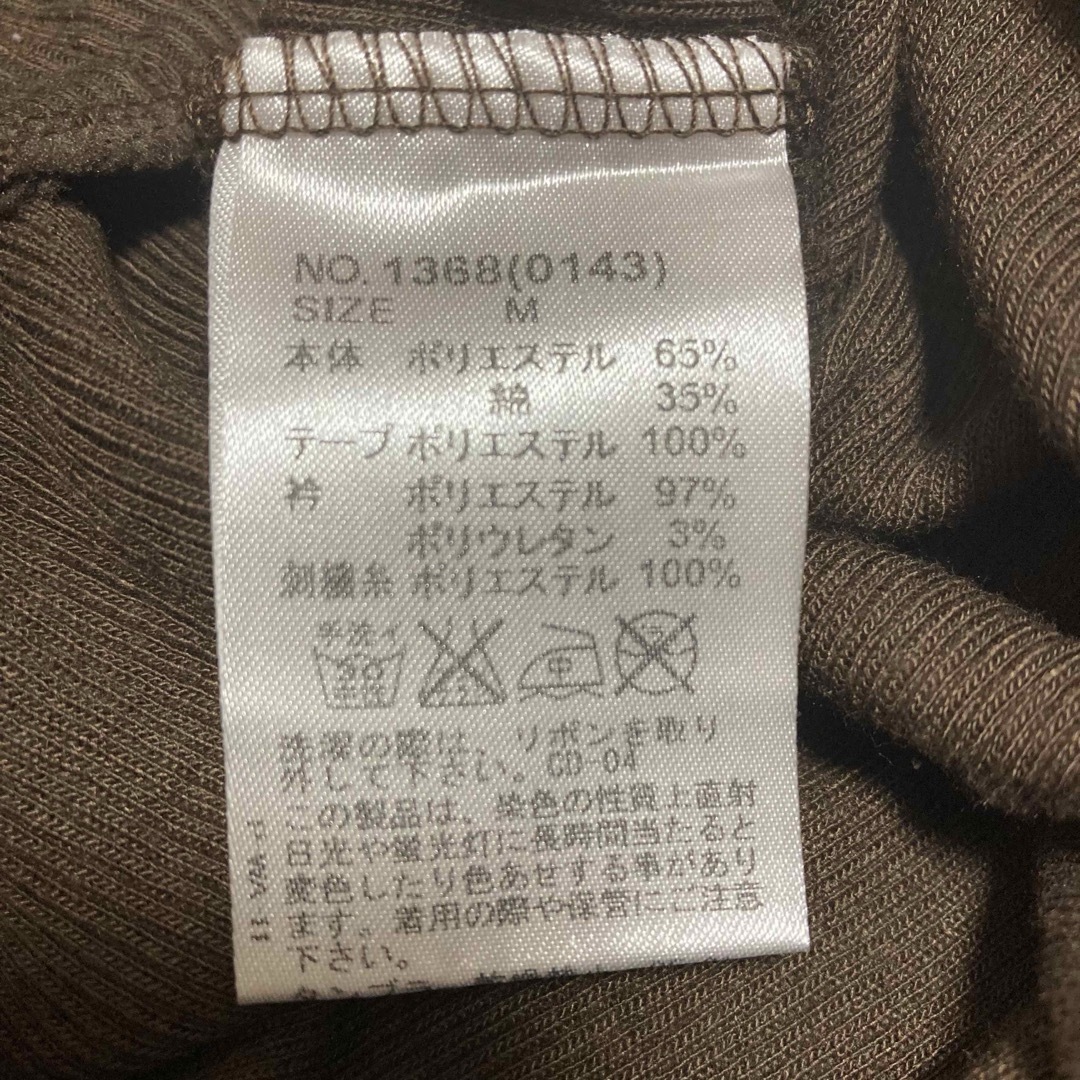 NO.1368(0143)
SIZE M
本体 ポリエステル 65%
綿 35%
テープ ポリエステル 100%
衿 ポリエステル 97%
ポリウレタン 3%
刺繍糸 ポリエステル 100%
手洗イ
30
洗濯の際は、リボンを取り
外して下さい。GD-04
この製品は、染色の性質上直射
日光や蛍光灯に長時間当たると
変色したり色あせする事があり
ます。着用の際や保管にご注意
下さい。